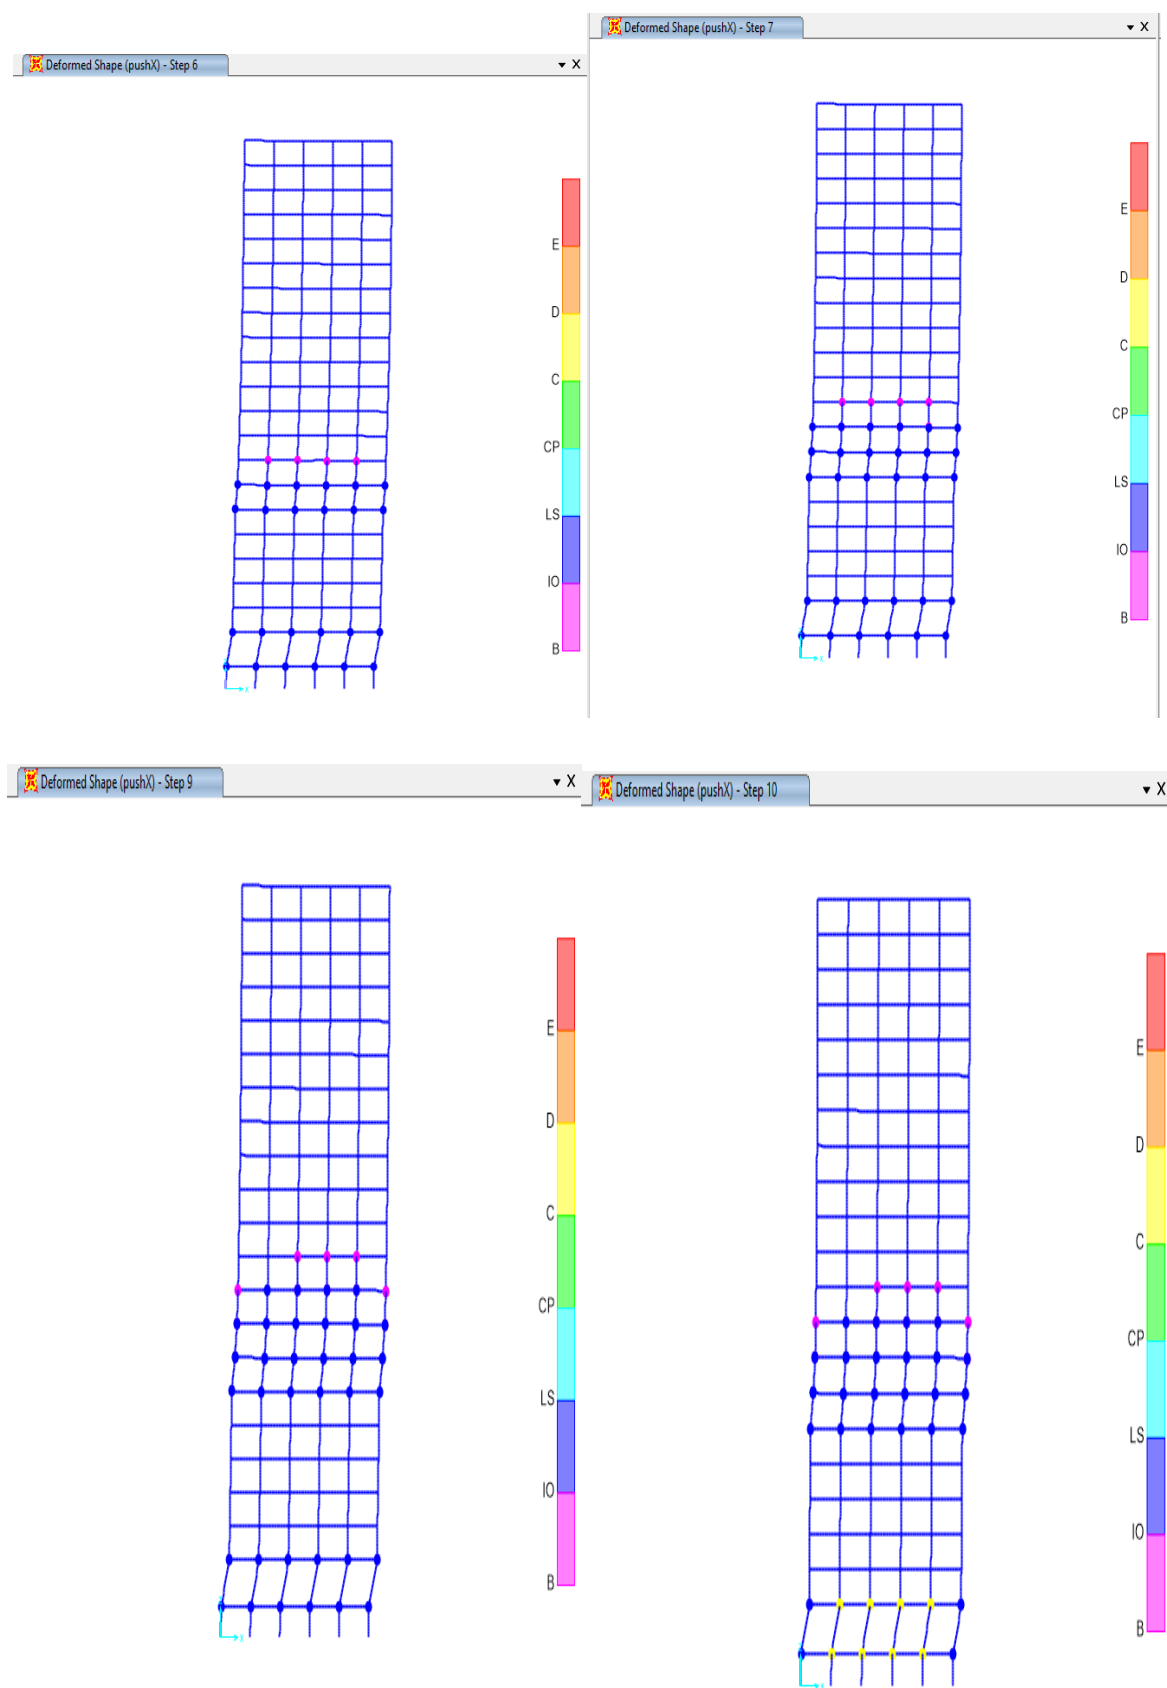 Deformed Shape (pushX) - Step 6
X
E
D
C
CP
LS
IO
B
X
Deformed Shape (pushX) - Step 7
X
E
D
C
CP
LS
IO
B
X
Deformed Shape (pushX) - Step 9
X
E
D
C
CP
LS
IO
B
X
Deformed Shape (pushX) - Step 10
X
E
D
C
CP
LS
IO
B
X